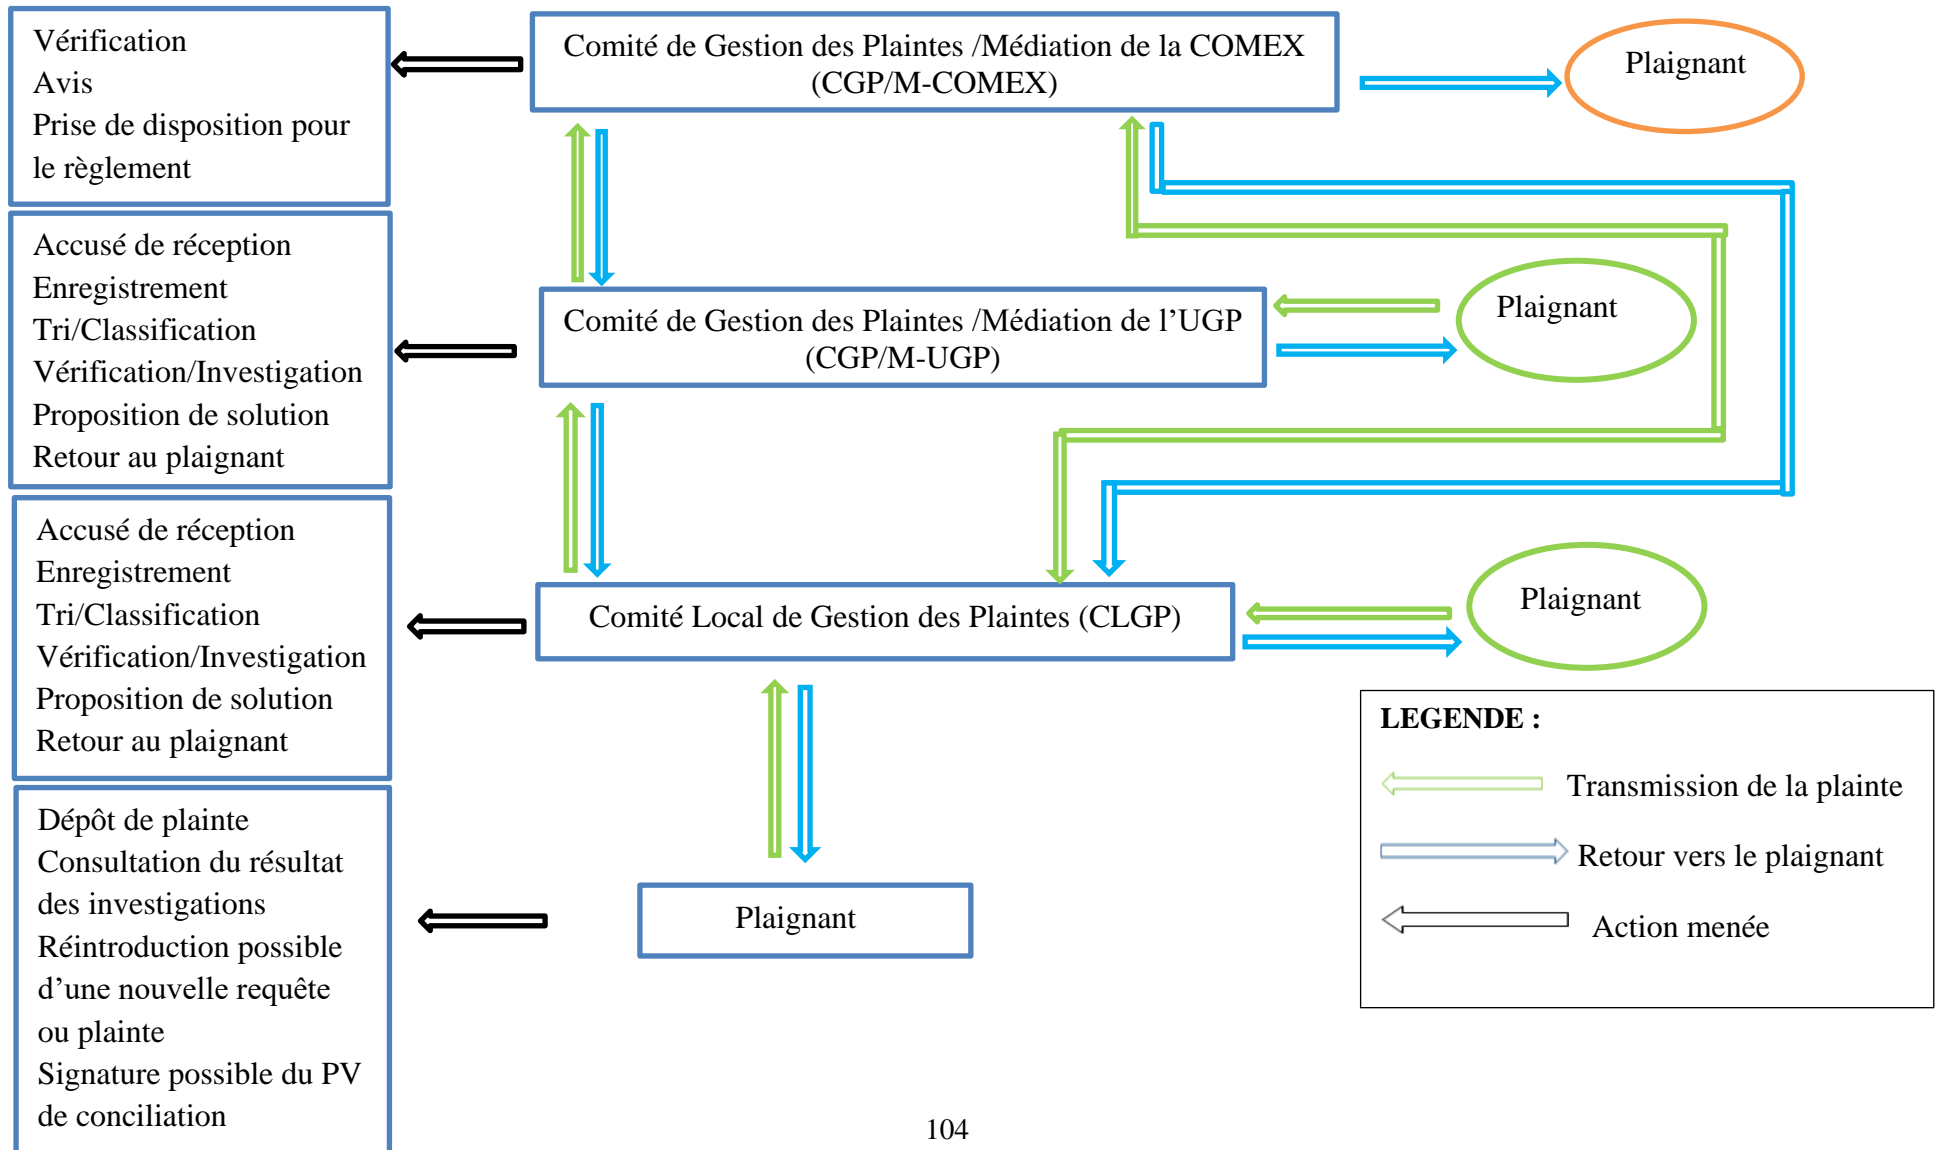 Vérification
Avis
Prise de disposition pour
le règlement
Comité de Gestion des Plaintes /Médiation de la COMEX
(CGP/M-COMEX)
Plaignant
Accusé de réception
Enregistrement
Tri/Classification
Vérification/Investigation
Proposition de solution
Retour au plaignant
Comité de Gestion des Plaintes /Médiation de l’UGP
(CGP/M-UGP)
Plaignant
Accusé de réception
Enregistrement
Tri/Classification
Vérification/Investigation
Proposition de solution
Retour au plaignant
Comité Local de Gestion des Plaintes (CLGP)
Plaignant
Dépôt de plainte
Consultation du résultat
des investigations
Réintroduction possible
d’une nouvelle requête
ou plainte
Signature possible du PV
de conciliation
Plaignant
LEGENDE :
Transmission de la plainte
Retour vers le plaignant
Action menée
104